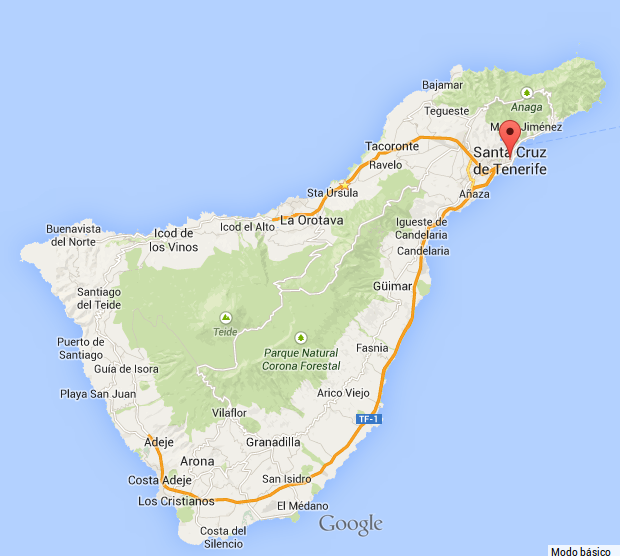 Bajamar
Tegueste
Anaga
Jiménez
Tacoronte
Ravelo
Santa Cruz
de Tenerife
Sta Úrsula
Añaza
La Orotava
Icod el Alto
Icod de
los Vinos
Buenavista
del Norte
Igueste de
Candelaria
Candelaria
Santiago
del Teide
Güimar
Teide
Puerto de
Santiago
Parque Natural
Corona Forestal
Fasnia
Guía de Isora
Playa San Juan
Arico Viejo
Vilaflor
TF-1
Adeje
Granadilla
Arona
Costa Adeje
San Isidro
Los Cristianos
El Médano
Costa del
Silencio
Google
Modo básico